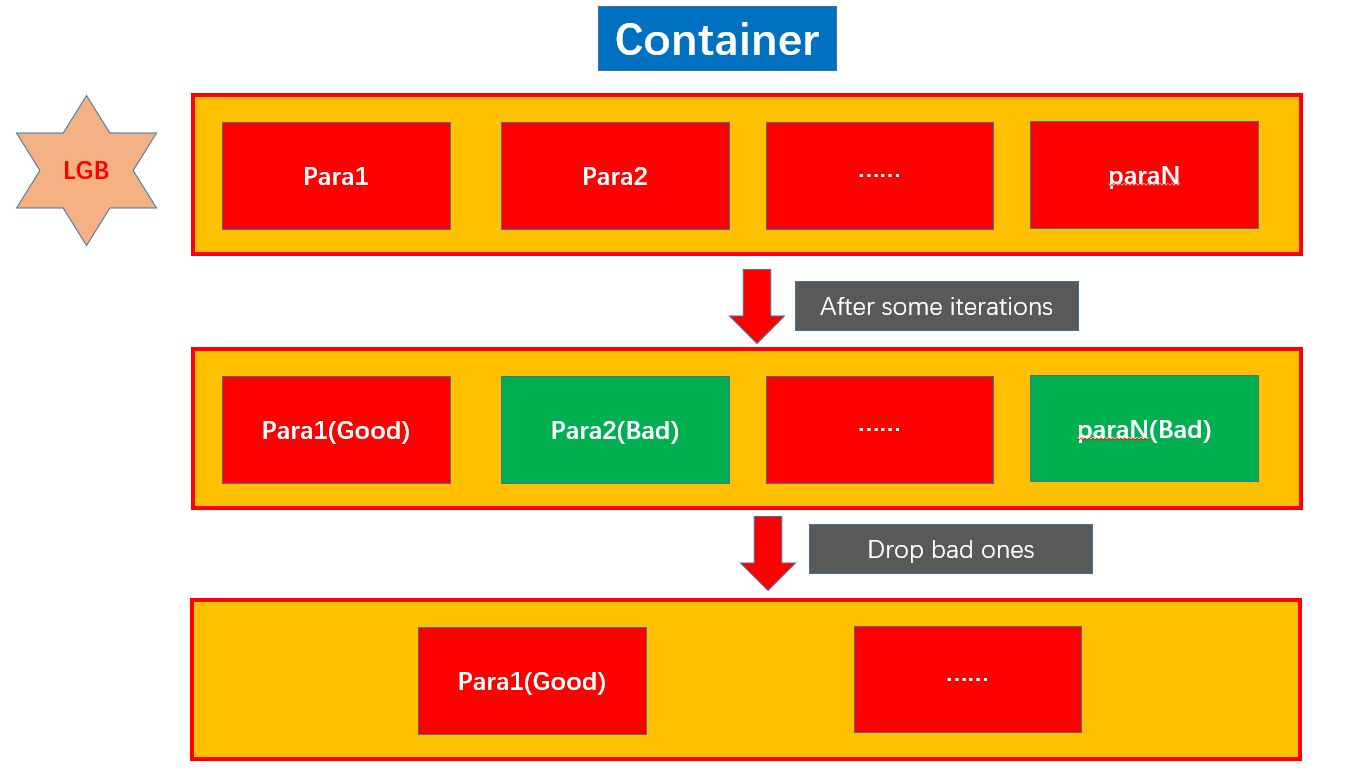 Container
LGB
Para1
Para2
······
paraN
After some iterations
Para1(Good)
Para2(Bad)
······
paraN(Bad)
Drop bad ones
Para1(Good)
······